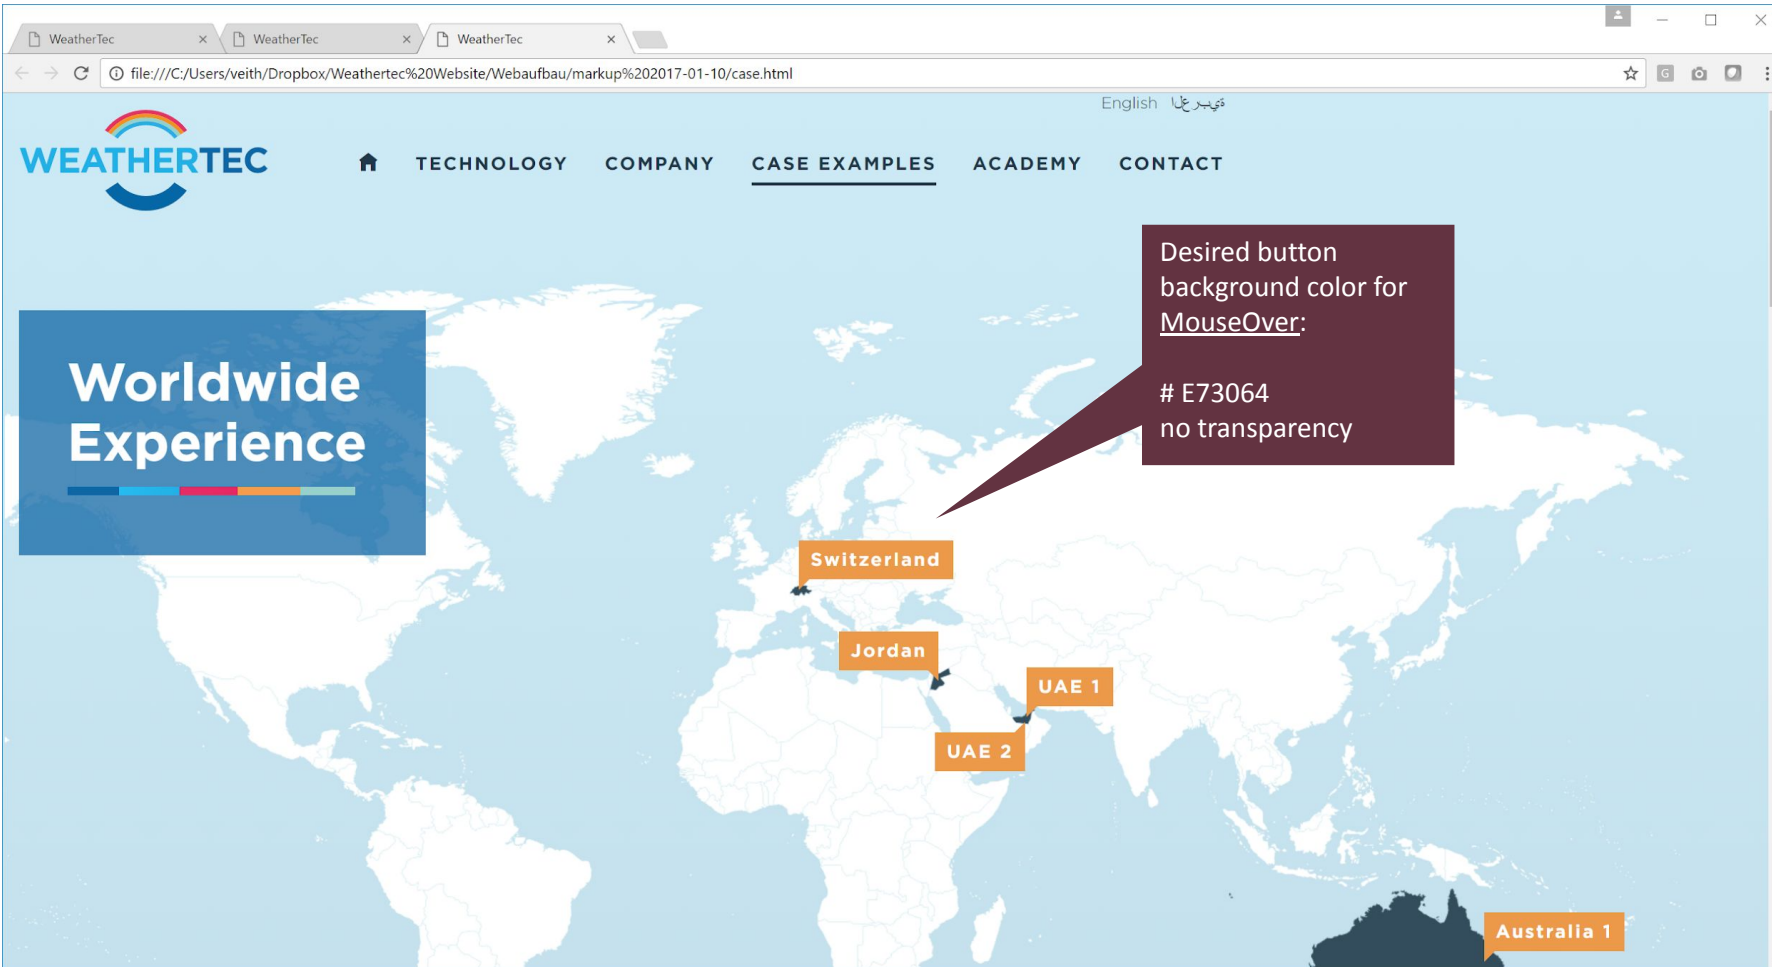 WeatherTec
WeatherTec
WeatherTec
file:///C:/Users/veith/Dropbox/Weathertec%20Website/Webaufbau/markup%202017-01-10/case.html
English ةيبرعلا
WEATHERTEC
TECHNOLOGY COMPANY CASE EXAMPLES ACADEMY CONTACT
Desired button
background color for
MouseOver:
# E73064
no transparency
Worldwide
Experience
Switzerland
Jordan
UAE 1
UAE 2
Australia 1